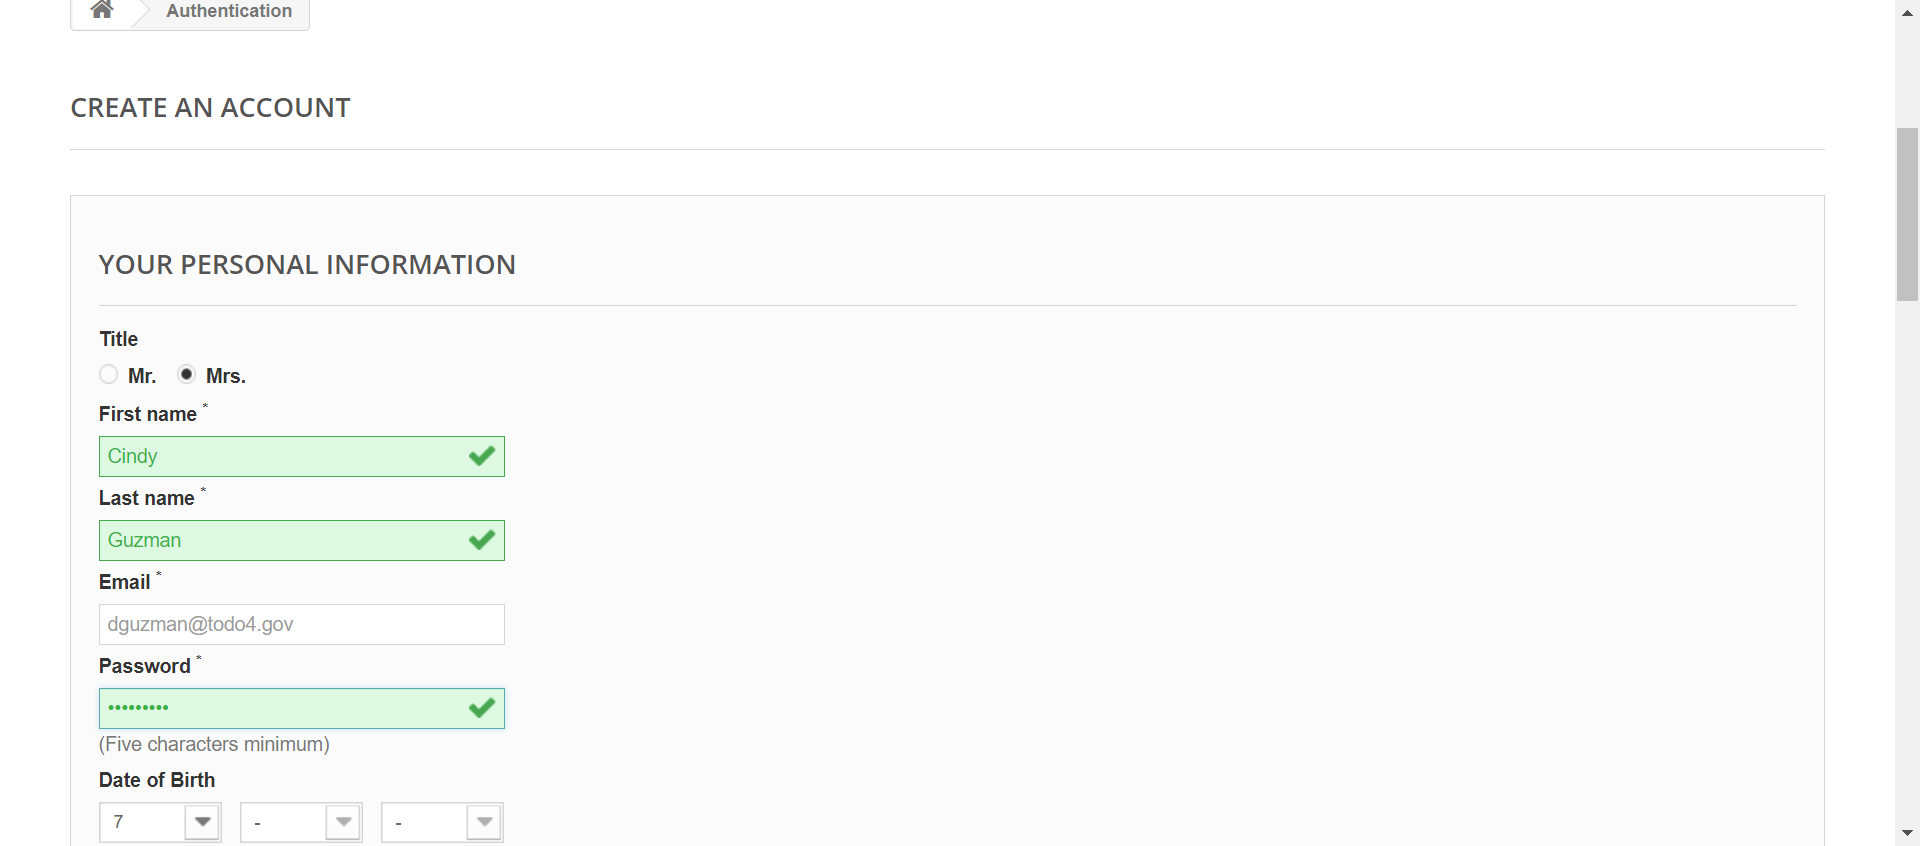 Authentication
CREATE AN ACCOUNT
YOUR PERSONAL INFORMATION
Title
Mr. Mrs.
First name *
Cindy
Last name *
Guzman
Email *
dguzman@todo4.gov
Password *
•••••••••
(Five characters minimum)
Date of Birth
7 - -